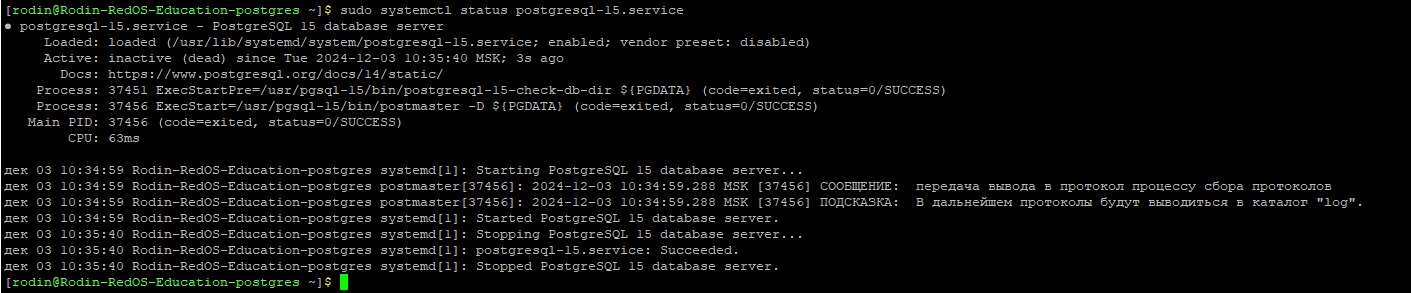 [rodin@Rodin-RedOS-Education-postgres ~]$ sudo systemctl status postgresql-15.service
● postgresql-15.service - PostgreSQL 15 database server
Loaded: loaded (/usr/lib/systemd/system/postgresql-15.service; enabled; vendor preset: disabled)
Active: inactive (dead) since Tue 2024-12-03 10:35:40 MSK; 3s ago
Docs: https://www.postgresql.org/docs/14/static/
Process: 37451 ExecStartPre=/usr/pgsql-15/bin/postgresql-15-check-db-dir ${PGDATA} (code=exited, status=0/SUCCESS)
Process: 37456 ExecStart=/usr/pgsql-15/bin/postmaster -D ${PGDATA} (code=exited, status=0/SUCCESS)
Main PID: 37456 (code=exited, status=0/SUCCESS)
CPU: 63ms
дек 03 10:34:59 Rodin-RedOS-Education-postgres systemd[1]: Starting PostgreSQL 15 database server...
дек 03 10:34:59 Rodin-RedOS-Education-postgres postmaster[37456]: 2024-12-03 10:34:59.288 MSK [37456] СООБЩЕНИЕ:  передача вывода в протокол процессу сбора протоколов
дек 03 10:34:59 Rodin-RedOS-Education-postgres postmaster[37456]: 2024-12-03 10:34:59.288 MSK [37456] ПОДСКАЗКА:  В дальнейшем протоколы будут выводиться в каталог "log".
дек 03 10:34:59 Rodin-RedOS-Education-postgres systemd[1]: Started PostgreSQL 15 database server.
дек 03 10:35:40 Rodin-RedOS-Education-postgres systemd[1]: Stopping PostgreSQL 15 database server...
дек 03 10:35:40 Rodin-RedOS-Education-postgres systemd[1]: postgresql-15.service: Succeeded.
дек 03 10:35:40 Rodin-RedOS-Education-postgres systemd[1]: Stopped PostgreSQL 15 database server.
[rodin@Rodin-RedOS-Education-postgres ~]$